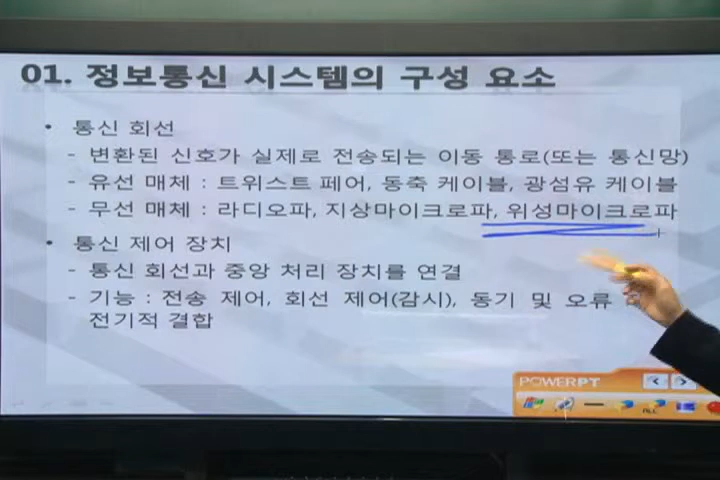 01. 정보통신 시스템의 구성 요소
• 통신 회선
- 변환된 신호가 실제로 전송되는 이동 통로(또는 통신망)
- 유선 매체 : 트위스트 페어, 동축 케이블, 광섬유 케이블
- 무선 매체 : 라디오파, 지상마이크로파, 위성마이크로파
• 통신 제어 장치
- 통신 회선과 중앙 처리 장치를 연결
- 기능 : 전송 제어, 회선 제어(감시), 동기 및 오류
전기적 결합
POWERPT
ALL